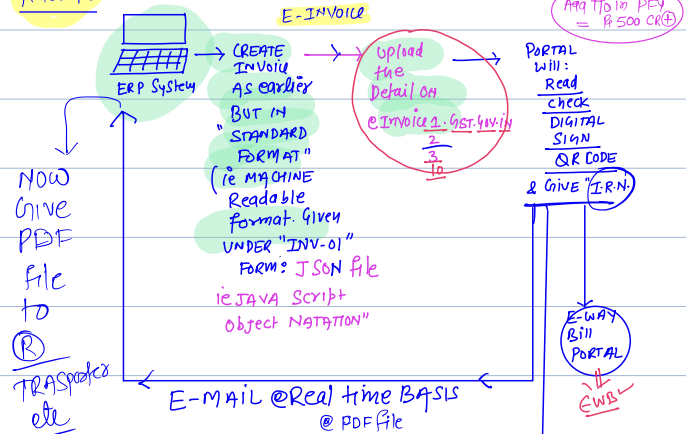 E-INVOICE
Agg T/o in PFY
= ₹ 500 CR +
ERP System
CREATE
INVOice
AS earlier
BUT IN
"STANDARD
FORMAT"
(ie MACHINE
Readable
format. Given
UNDER "INV-01"
FORM: JSON file
ie JAVA Script
Object NATATION"
Upload
the
Detail on
@INVOice 1.GST.GOV.in
2
3
10
PORTAL
Will:
Read
check
DIGITAL
SIGN
QR CODE
& GIVE "I.R.N.
E-WAY
Bill
PORTAL
EWB
E-MAIL @Real time BASIS
@ PDF file
NOW
Give
PDF
file
to
R
TRASporter
etc